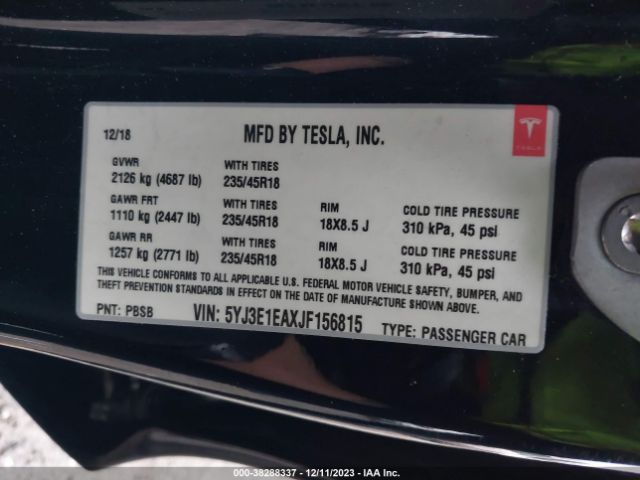 12/18 MFD BY TESLA, INC.
TESLA
GVWR WITH TIRES
2126 kg (4687 lb) 235/45R18
GAWR FRT WITH TIRES RIM COLD TIRE PRESSURE
1110 kg (2447 lb) 235/45R18 18X8.5 J 310 kPa, 45 psi
GAWR RR WITH TIRES RIM COLD TIRE PRESSURE
1257 kg (2771 lb) 235/45R18 18X8.5 J 310 kPa, 45 psi
THIS VEHICLE CONFORMS TO ALL APPLICABLE U.S. FEDERAL MOTOR VEHICLE SAFETY, BUMPER, AND
THEFT PREVENTION STANDARDS IN EFFECT ON THE DATE OF MANUFACTURE SHOWN ABOVE.
PNT: PBSB VIN: 5YJ3E1EAXJF156815 TYPE: PASSENGER CAR
000-38288337 - 12/11/2023 - IAA Inc.